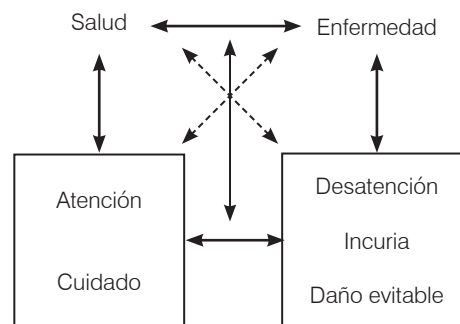 Salud
Enfermedad
Atención
Cuidado
Desatención
Incuria
Daño evitable